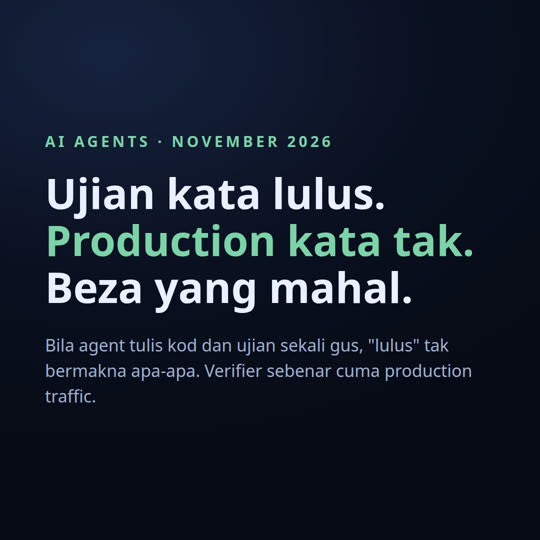 AI AGENTS · NOVEMBER 2026
Ujian kata lulus.
Production kata tak.
Beza yang mahal.
Bila agent tulis kod dan ujian sekali gus, "lulus" tak
bermakna apa-apa. Verifier sebenar cuma production
traffic.